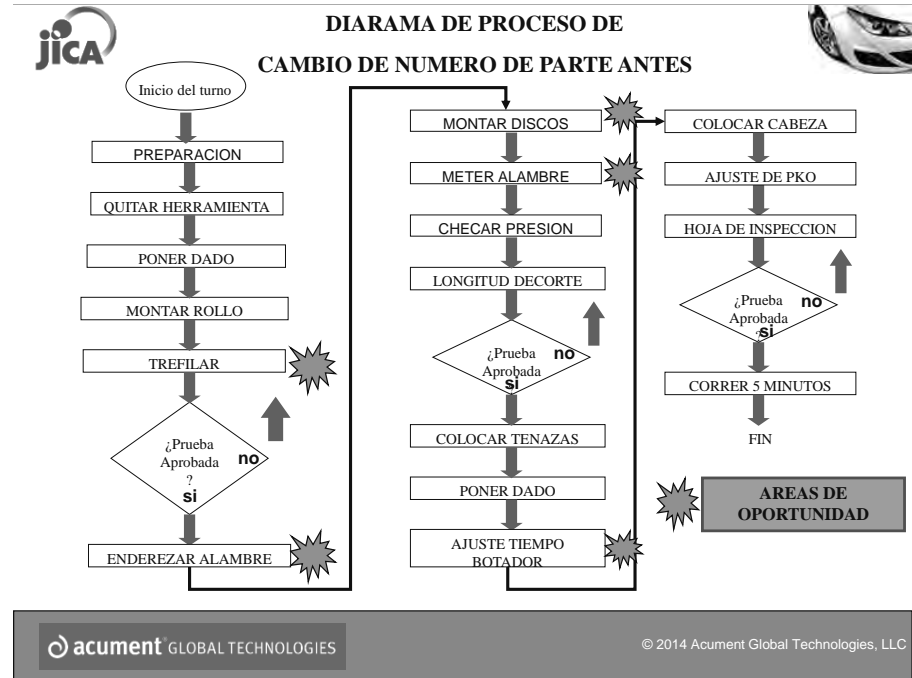 jICA
DIARAMA DE PROCESO DE
CAMBIO DE NUMERO DE PARTE ANTES
Inicio del turno
PREPARACION
QUITAR HERRAMIENTA
PONER DADO
MONTAR ROLLO
TREFILAR
¿Prueba
Aprobada
?
no
si
ENDEREZAR ALAMBRE
MONTAR DISCOS
METER ALAMBRE
CHECAR PRESION
LONGITUD DECORTE
¿Prueba
Aprobada
no
si
COLOCAR TENAZAS
PONER DADO
AJUSTE TIEMPO
BOTADOR
COLOCAR CABEZA
AJUSTE DE PKO
HOJA DE INSPECCION
¿Prueba
Aprobada
?
no
si
CORRER 5 MINUTOS
FIN
AREAS DE
OPORTUNIDAD
acument GLOBAL TECHNOLOGIES
© 2014 Acument Global Technologies, LLC